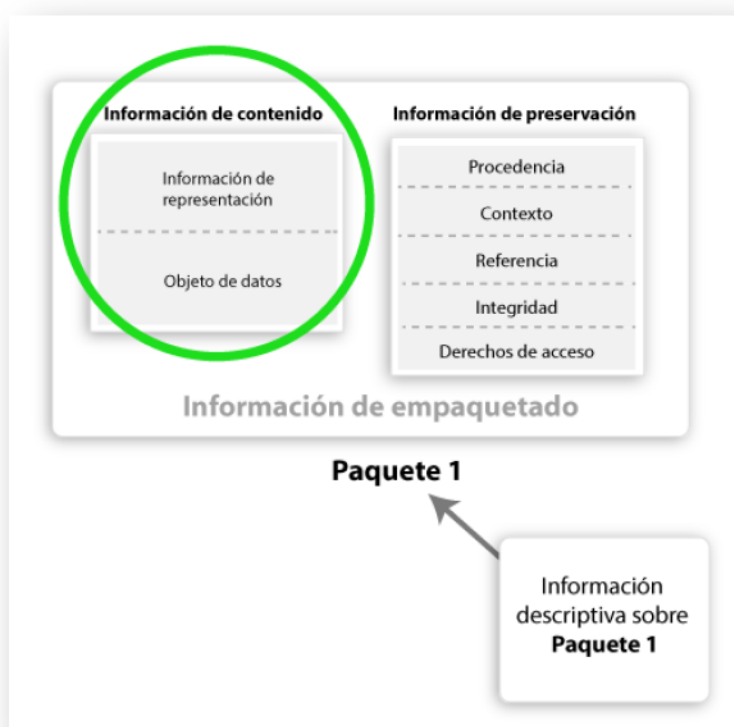 Información de contenido
Información de
representación
Objeto de datos
Información de preservación
Procedencia
Contexto
Referencia
Integridad
Derechos de acceso
Información de empaquetado
Paquete 1
Información
descriptiva sobre
Paquete 1